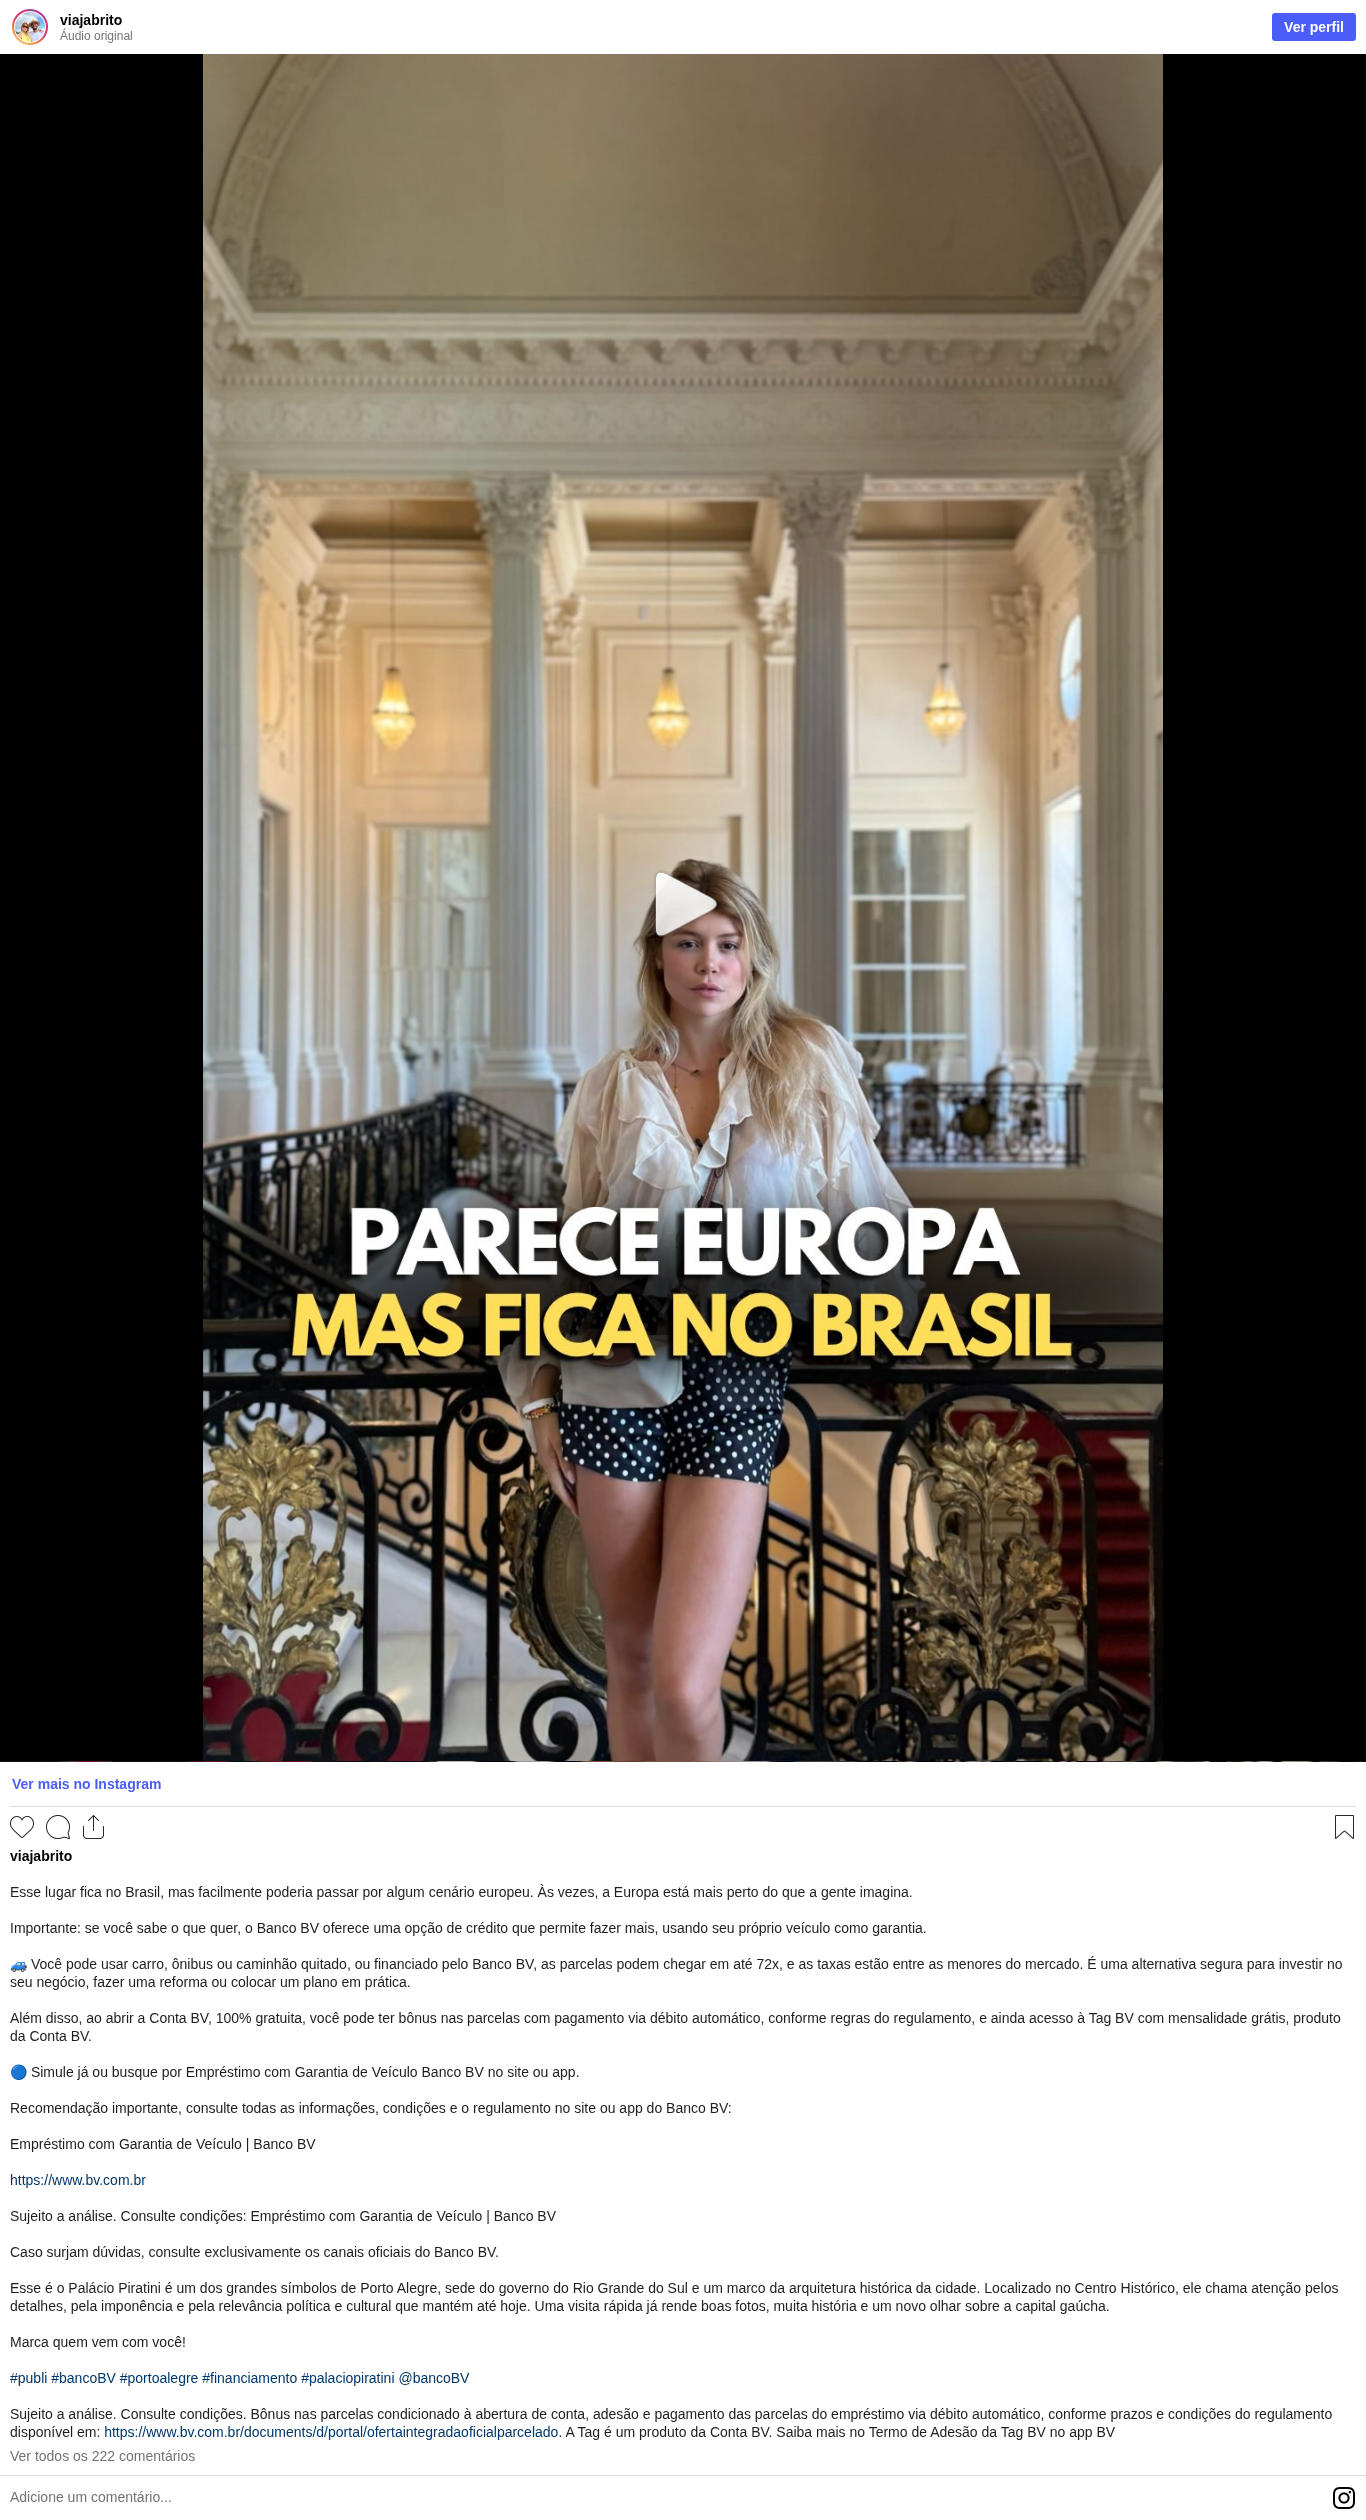 viajabrito
Áudio original
Ver perfil
PARECE EUROPA
MAS FICA NO BRASIL
Ver mais no Instagram
viajabrito
Esse lugar fica no Brasil, mas facilmente poderia passar por algum cenário europeu. Às vezes, a Europa está mais perto do que a gente imagina.
Importante: se você sabe o que quer, o Banco BV oferece uma opção de crédito que permite fazer mais, usando seu próprio veículo como garantia.
🚙 Você pode usar carro, ônibus ou caminhão quitado, ou financiado pelo Banco BV, as parcelas podem chegar em até 72x, e as taxas estão entre as menores do mercado. É uma alternativa segura para investir no
seu negócio, fazer uma reforma ou colocar um plano em prática.
Além disso, ao abrir a Conta BV, 100% gratuita, você pode ter bônus nas parcelas com pagamento via débito automático, conforme regras do regulamento, e ainda acesso à Tag BV com mensalidade grátis, produto
da Conta BV.
🔵 Simule já ou busque por Empréstimo com Garantia de Veículo Banco BV no site ou app.
Recomendação importante, consulte todas as informações, condições e o regulamento no site ou app do Banco BV:
Empréstimo com Garantia de Veículo | Banco BV
https://www.bv.com.br
Sujeito a análise. Consulte condições: Empréstimo com Garantia de Veículo | Banco BV
Caso surjam dúvidas, consulte exclusivamente os canais oficiais do Banco BV.
Esse é o Palácio Piratini é um dos grandes símbolos de Porto Alegre, sede do governo do Rio Grande do Sul e um marco da arquitetura histórica da cidade. Localizado no Centro Histórico, ele chama atenção pelos
detalhes, pela imponência e pela relevância política e cultural que mantém até hoje. Uma visita rápida já rende boas fotos, muita história e um novo olhar sobre a capital gaúcha.
Marca quem vem com você!
#publi #bancoBV #portoalegre #financiamento #palaciopiratini @bancoBV
Sujeito a análise. Consulte condições. Bônus nas parcelas condicionado à abertura de conta, adesão e pagamento das parcelas do empréstimo via débito automático, conforme prazos e condições do regulamento
disponível em: https://www.bv.com.br/documents/d/portal/ofertaintegradaoficialparcelado. A Tag é um produto da Conta BV. Saiba mais no Termo de Adesão da Tag BV no app BV
Ver todos os 222 comentários
Adicione um comentário...